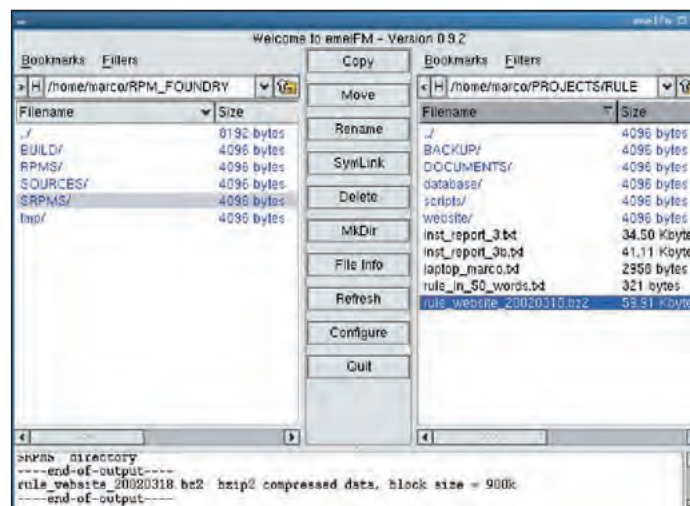 emelfm
Welcome to emelFM - Version 0.9.2
Bookmarks Filters
> H /home/marco/RPM_FOUNDRY
Filename Size
../ 8192 bytes
BUILD/ 4096 bytes
RPMS/ 4096 bytes
SOURCES/ 4096 bytes
SRPMS/ 4096 bytes
tmp/ 4096 bytes
Copy
Move
Rename
SymLink
Delete
MkDir
File Info
Refresh
Configure
Quit
Bookmarks Filters
< H /home/marco/PROJECTS/RULE
Filename Size
../ 4096 bytes
BACKUP/ 4096 bytes
DOCUMENTS/ 4096 bytes
database/ 4096 bytes
scripts/ 4096 bytes
website/ 4096 bytes
inst_report_3.txt 34.50 Kbyte
inst_report_3b.txt 41.11 Kbyte
laptop_marco.txt 2958 bytes
rule_in_50_words.txt 321 bytes
rule_website_20020318.bz2 59.91 Kbyte
SRPMS directory
----end-of-output----
rule_website_20020318.bz2 bzip2 compressed data, block size = 900k
----end-of-output----